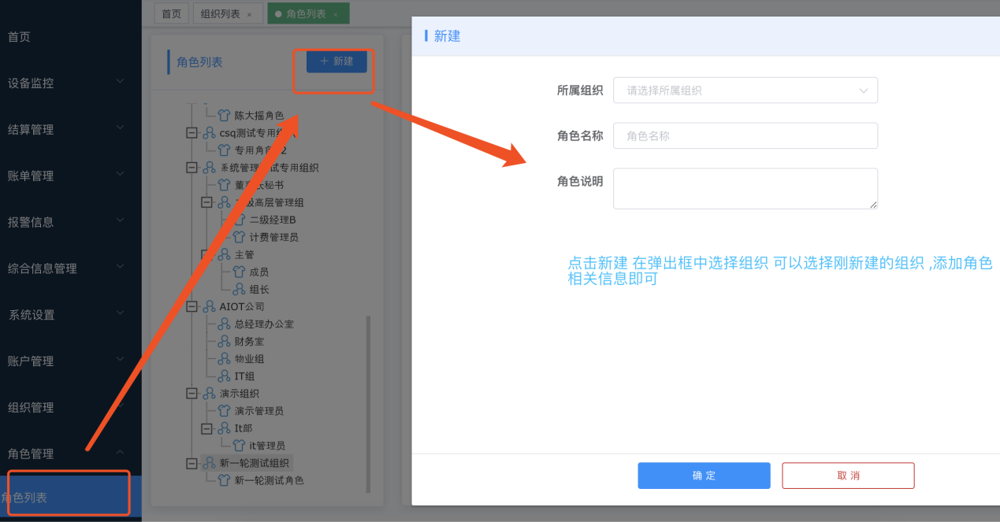 首页
设备监控
结算管理
账单管理
报警信息
综合信息管理
系统设置
账户管理
组织管理
角色管理
角色列表
首页
组织列表 ×
角色列表 ×
角色列表
+ 新建
陈大摇角色
csq测试专用组
专用角
2
系统管理
试专用组织
董
秘书
级高层管理组
二级经理B
计费管理员
主管
成员
组长
AIOT公司
总经理办公室
财务室
物业组
IT组
演示组织
演示管理员
It部
it管理员
新一轮测试组织
新一轮测试角色
新建
所属组织
请选择所属组织
角色名称
角色名称
角色说明
点击新建 在弹出框中选择组织 可以选择刚新建的组织 ,添加角色
相关信息即可
确 定
取 消